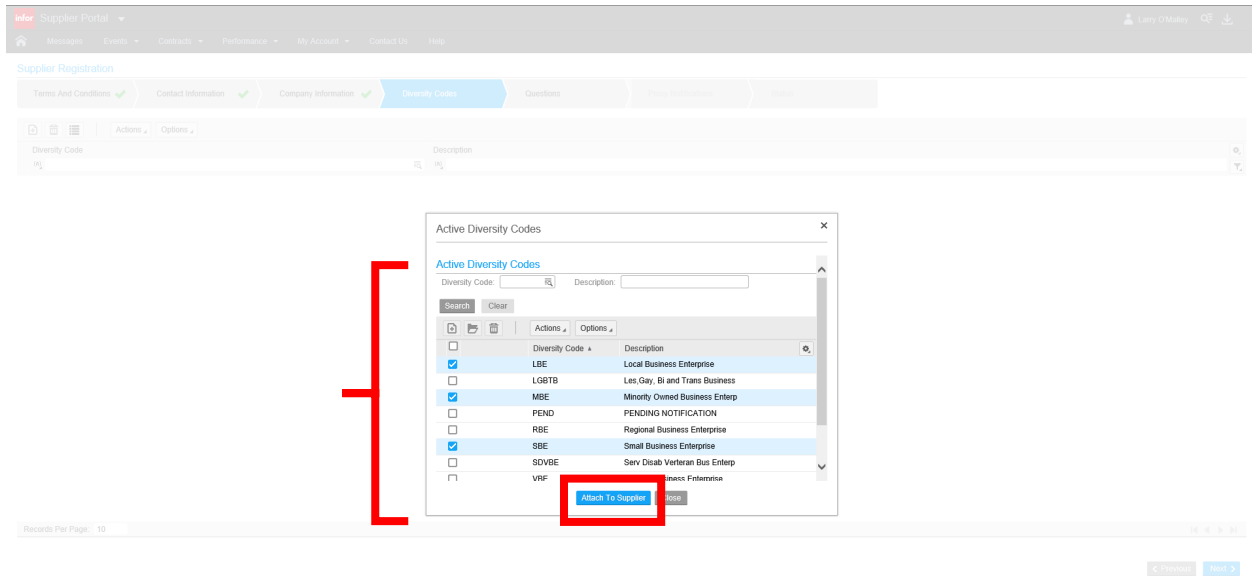 infor Supplier Portal
Larry O'Malley
Messages Events Contracts Performance My Account Contact Us Help
Supplier Registration
Terms And Conditions Contact Information Company Information Diversity Codes Questions
Actions Options
Diversity Code Description
Active Diversity Codes ×
Active Diversity Codes
Diversity Code: Description:
Search Clear
Actions Options
Diversity Code Description
LBE Local Business Enterprise
LGBTB Les,Gay, Bi and Trans Business
MBE Minority Owned Business Enterp
PEND PENDING NOTIFICATION
RBE Regional Business Enterprise
SBE Small Business Enterprise
SDVBE Serv Disab Verteran Bus Enterp
VBE Enterprise
Attach To Supplier Close
Records Per Page: 10
< Previous Next >